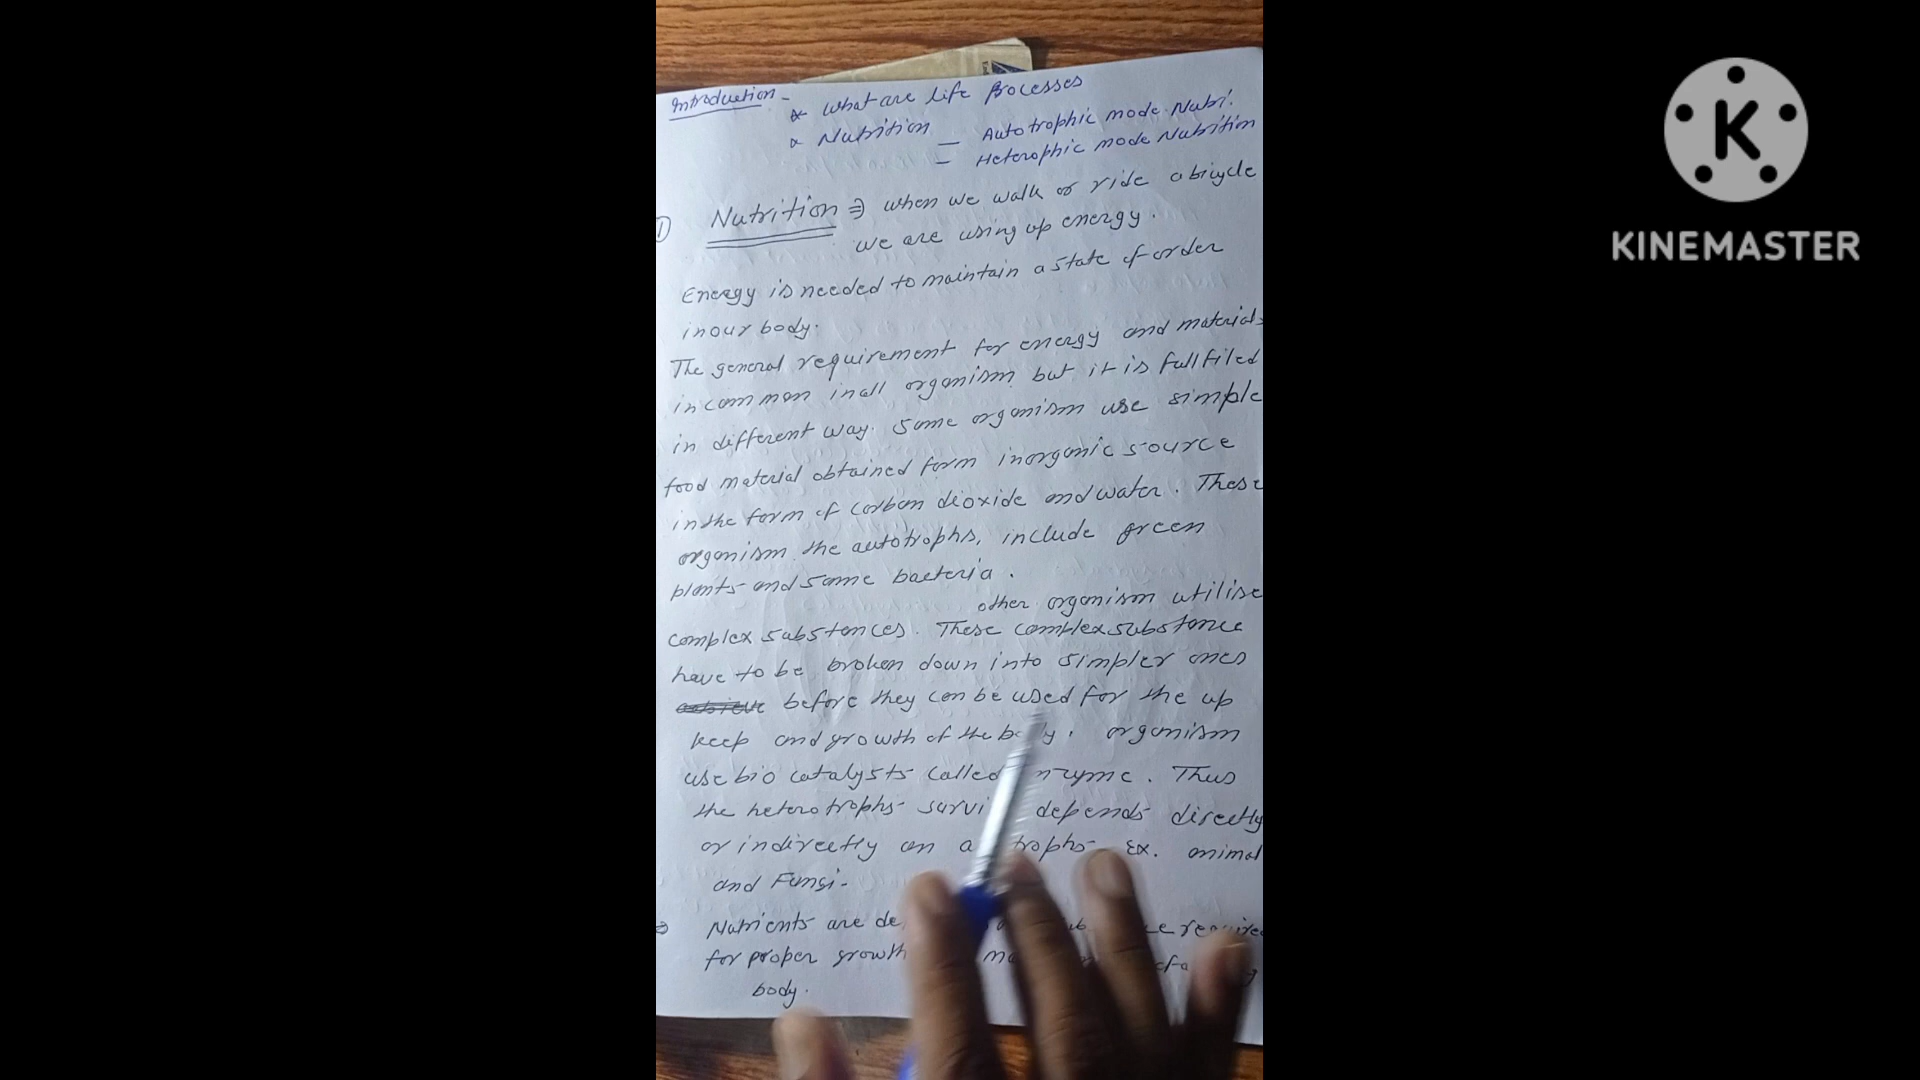 Introduction -
* What are life processes
* Nutrition — Autotrophic mode. Nutri.
— Heterophic mode Nutrition
1) Nutrition ⇒ when we walk or ride a bicycle
we are using up energy.
Energy is needed to maintain a state of order
in our body.
The general requirement for energy and materials
in common in all organism but it is fullfiled
in different way. Some organism use simple
food material obtained form inorganic source
in the form of carbon dioxide and water. These
organism the autotrophs, include green
plants and some bacteria.
other organism utilise
complex substances. These complex substance
have to be broken down into simpler ones
before they can be used for the up
keep and growth of the body. organism
use bio catalysts called nzyme. Thus
the heterotrophs survi depends directly
or indirectly on a trophs Ex. animal
and Fungi-
⇒ Nutrients are de require
for proper growth
body.
KINEMASTER